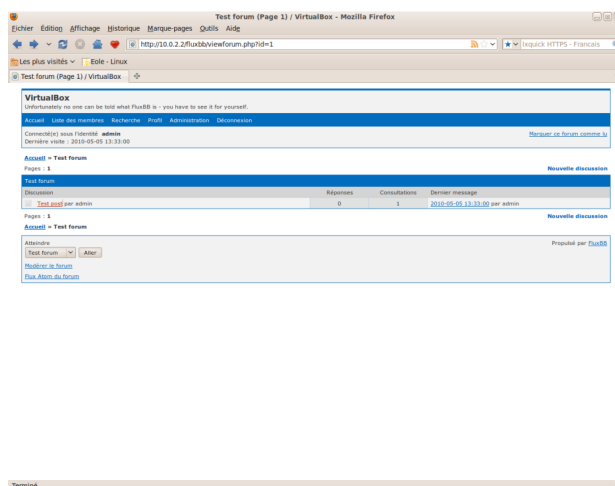 Test forum (Page 1) / VirtualBox - Mozilla Firefox
Fichier Édition Affichage Historique Marque-pages Outils Aide
http://10.0.2.2/fluxbb/viewforum.php?id=1 Ixquick HTTPS - Francais
Les plus visités Eole - Linux
Test forum (Page 1) / VirtualBox
VirtualBox
Unfortunately no one can be told what FluxBB is - you have to see it for yourself.
Accueil Liste des membres Recherche Profil Administration Déconnexion
Connecté(e) sous l'identité admin Marquer ce forum comme lu
Dernière visite : 2010-05-05 13:33:00
Accueil » Test forum
Pages : 1 Nouvelle discussion
Test forum
Discussion Réponses Consultations Dernier message
Test post par admin 0 1 2010-05-05 13:33:00 par admin
Pages : 1 Nouvelle discussion
Accueil » Test forum
Atteindre Propulsé par FluxBB
Test forum Aller
Modérer le forum
Flux Atom du forum
Terminé